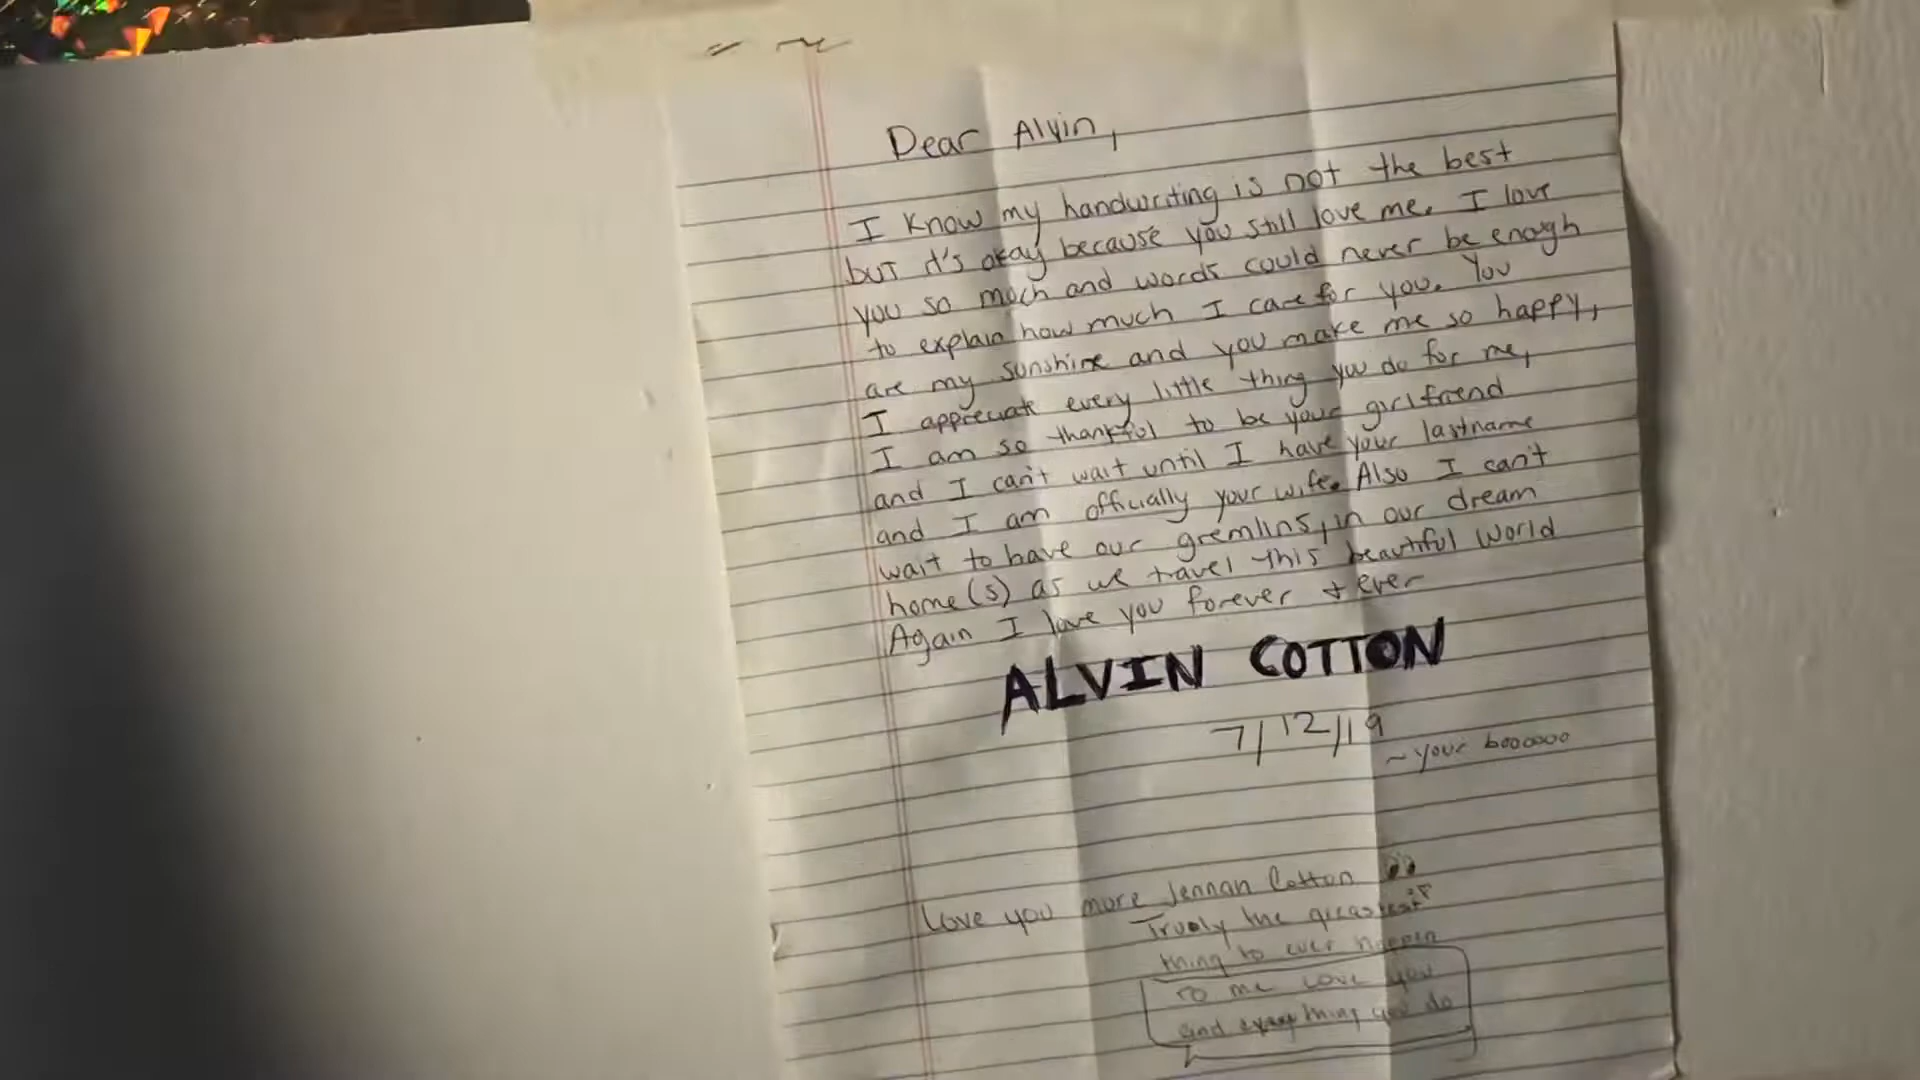 Dear Alvin,
I know my handwriting is not the best
but it's okay because you still love me. I love
you so moch and words could never be enough
to explain how much I care for you. You
are my sunshine and you make me so happy,
I appreciate every little thing you do for me,
I am so thankful to be your girlfriend
and I can't wait until I have your lastname
and I am officially your wife. Also I can't
wait to have our gremlins, in our dream
home(s) as we travel this beautiful world
Again I love you forever + ever
ALVIN COTTON
7/12/19
~ your boooooo
Love you more Jennah Cotton
Truely the greastest
thing to ever happen
to me Love you
and everything you do